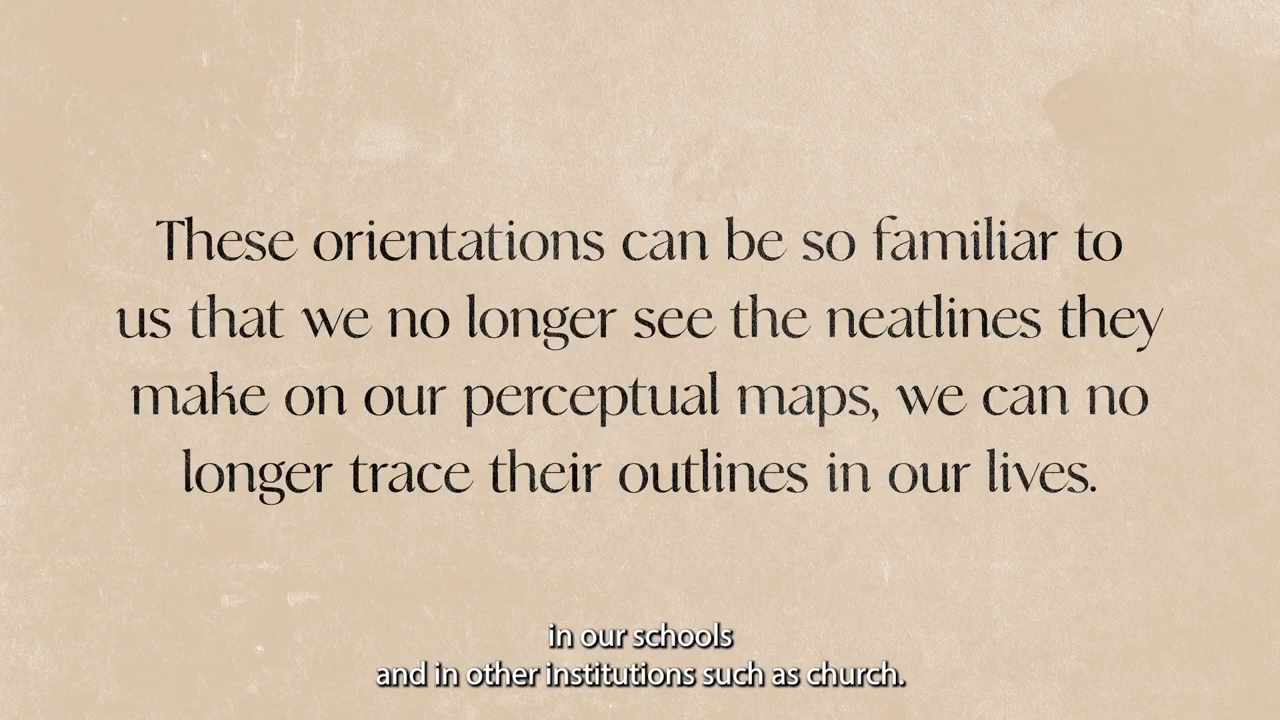 These orientations can be so familiar to
us that we no longer see the neatlines they
make on our perceptual maps, we can no
longer trace their outlines in our lives.
in our schools
and in other institutions such as church.